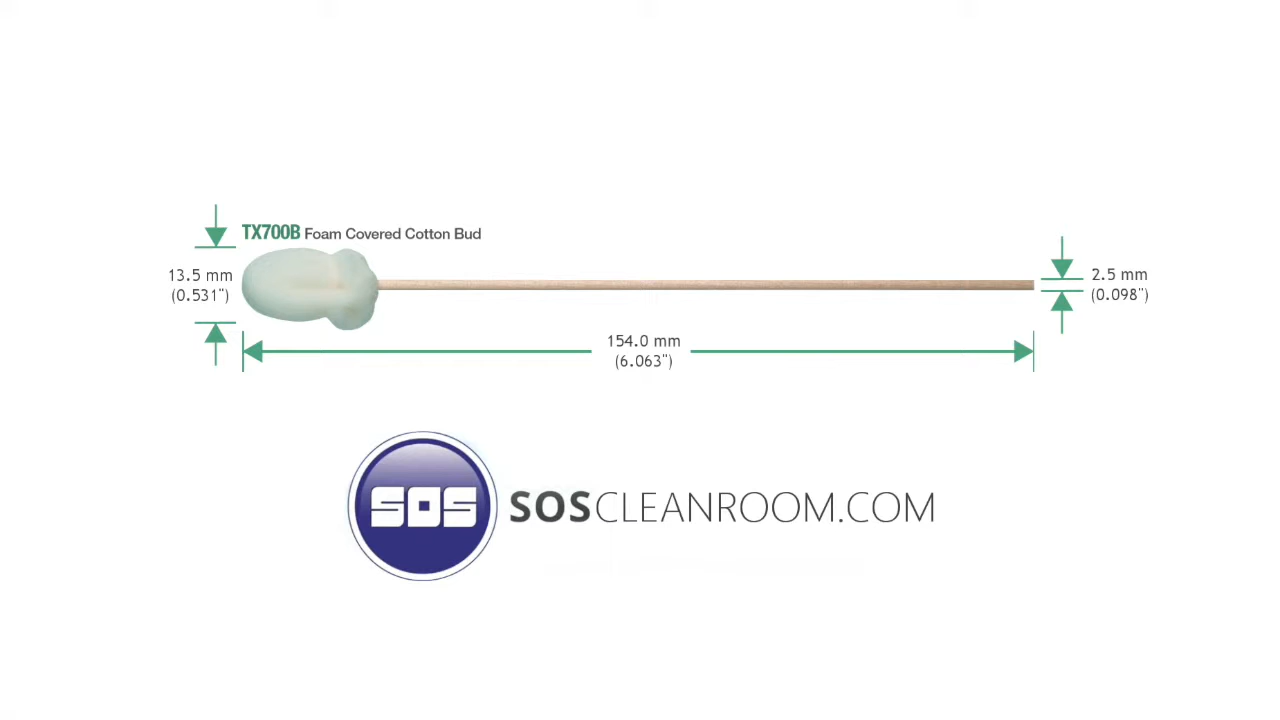 TX700B Foam Covered Cotton Bud
13.5 mm
(0.531")
2.5 mm
(0.098")
154.0 mm
(6.063")
SOS
SOSCLEANROOM.COM